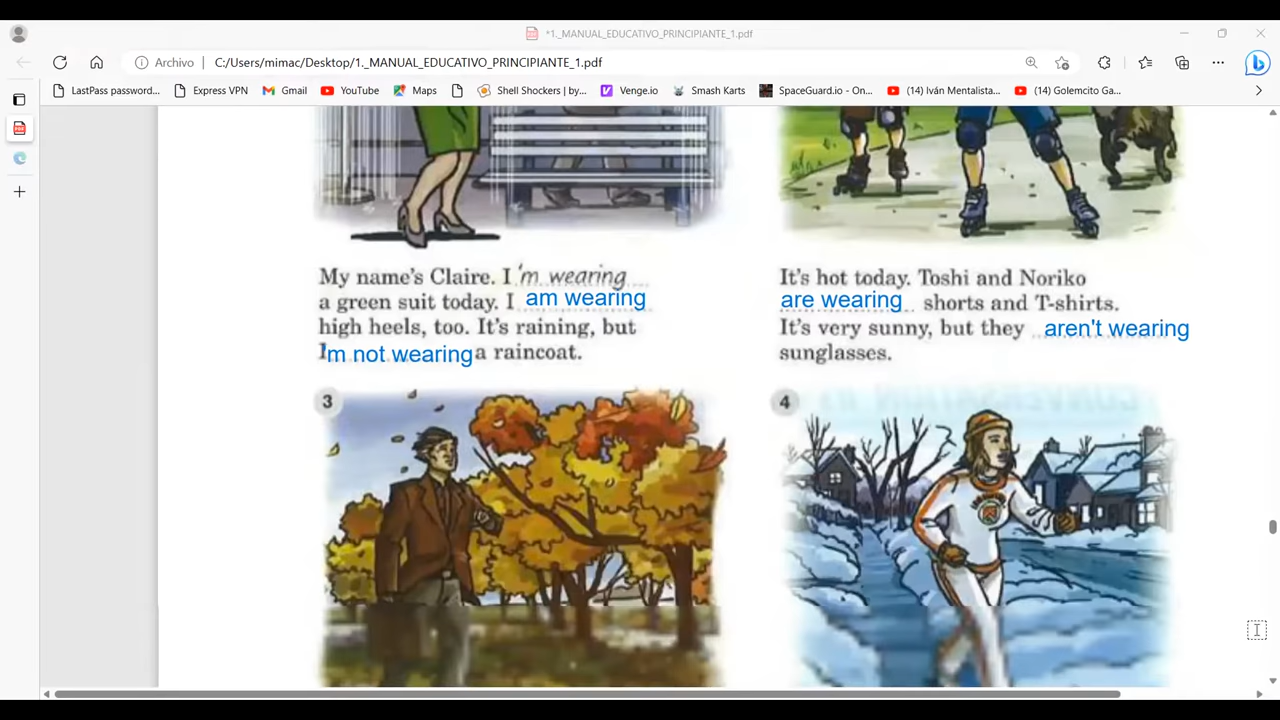 *1._MANUAL_EDUCATIVO_PRINCIPIANTE_1.pdf
Archivo C:/Users/mimac/Desktop/1._MANUAL_EDUCATIVO_PRINCIPIANTE_1.pdf
LastPass password... Express VPN Gmail YouTube Maps Shell Shockers | by... Venge.io Smash Karts SpaceGuard.io - On... (14) Iván Mentalista... (14) Golemcito Ga...
My name's Claire. I 'm wearing
a green suit today. I am wearing
high heels, too. It's raining, but
I'm not wearing a raincoat.
It's hot today. Toshi and Noriko
are wearing shorts and T-shirts.
It's very sunny, but they aren't wearing
sunglasses.
3
4